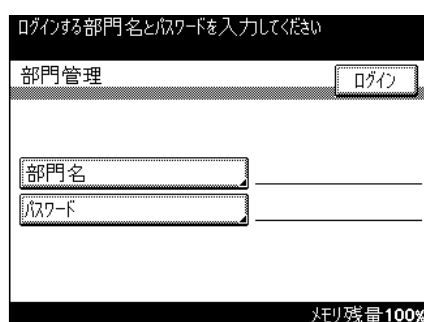 ログインする部門名とパスワードを入力してください
部門管理
ログイン
部門名
パスワード
メモリ残量100%